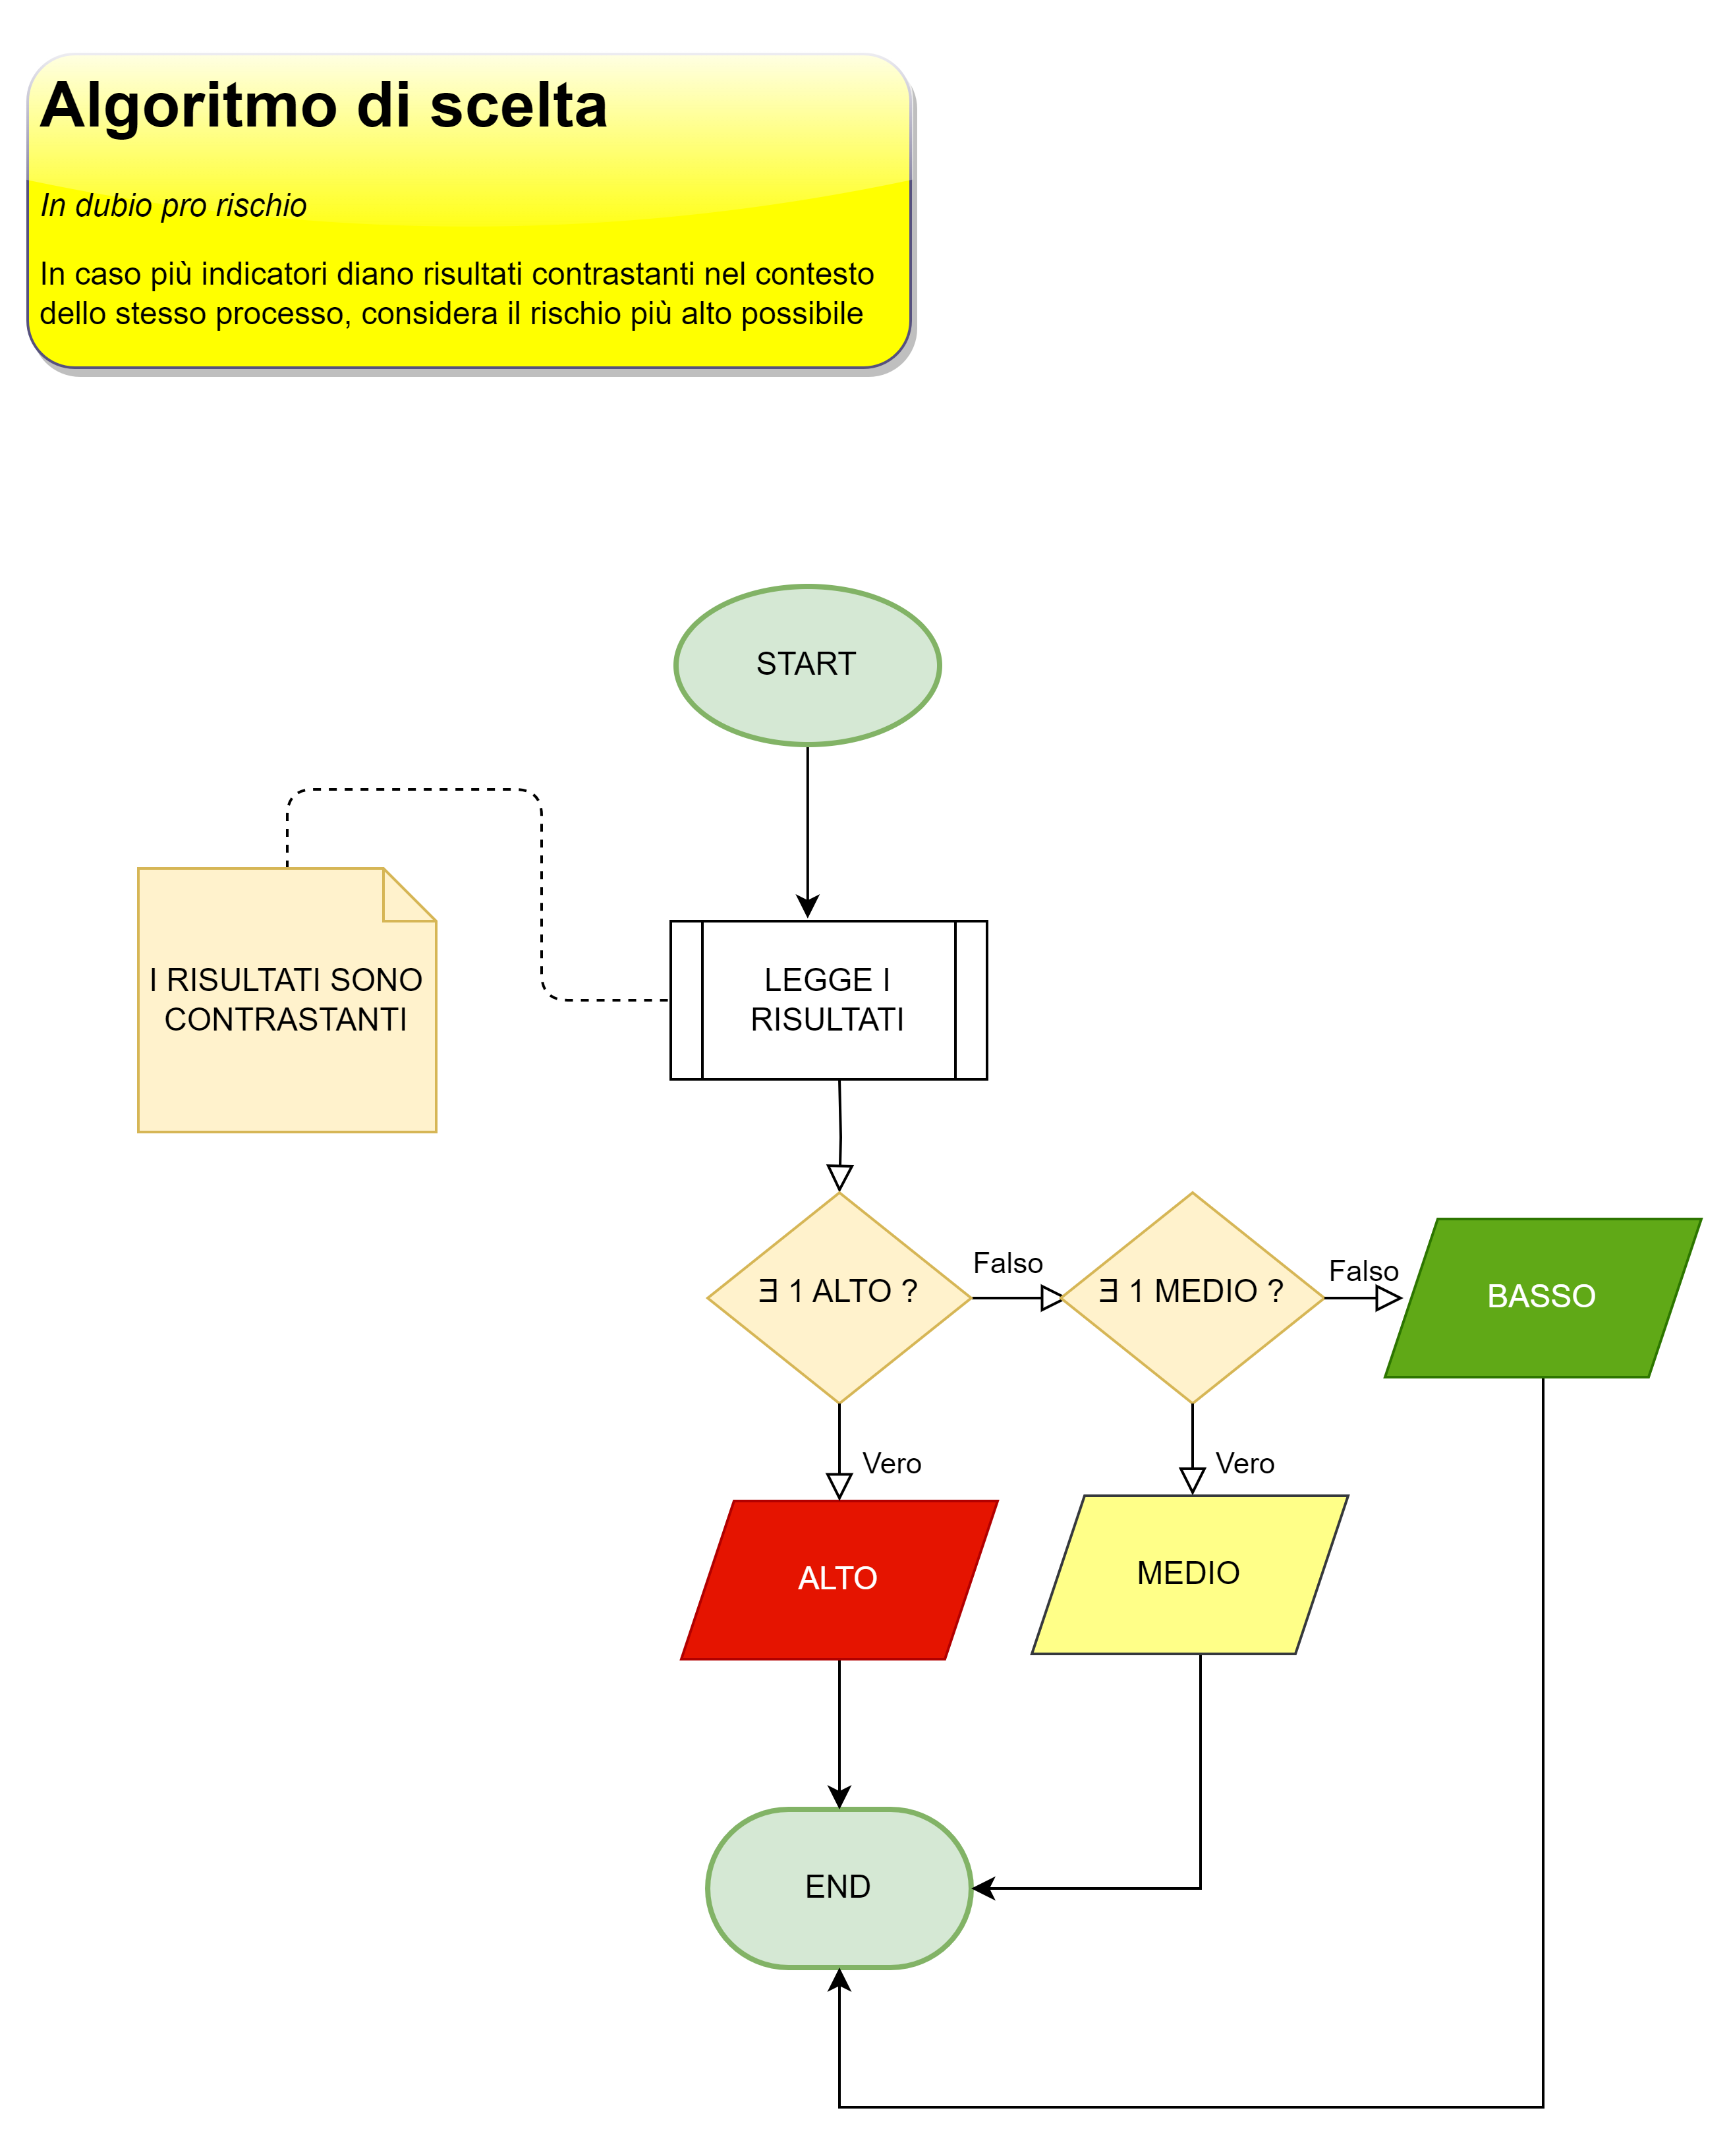 Algoritmo di scelta
In dubio pro rischio
In caso più indicatori diano risultati contrastanti nel contesto
dello stesso processo, considera il rischio più alto possibile
START
I RISULTATI SONO
CONTRASTANTI
LEGGE I
RISULTATI
∃ 1 ALTO ?
Falso
∃ 1 MEDIO ?
Falso
BASSO
Vero
Vero
ALTO
MEDIO
END